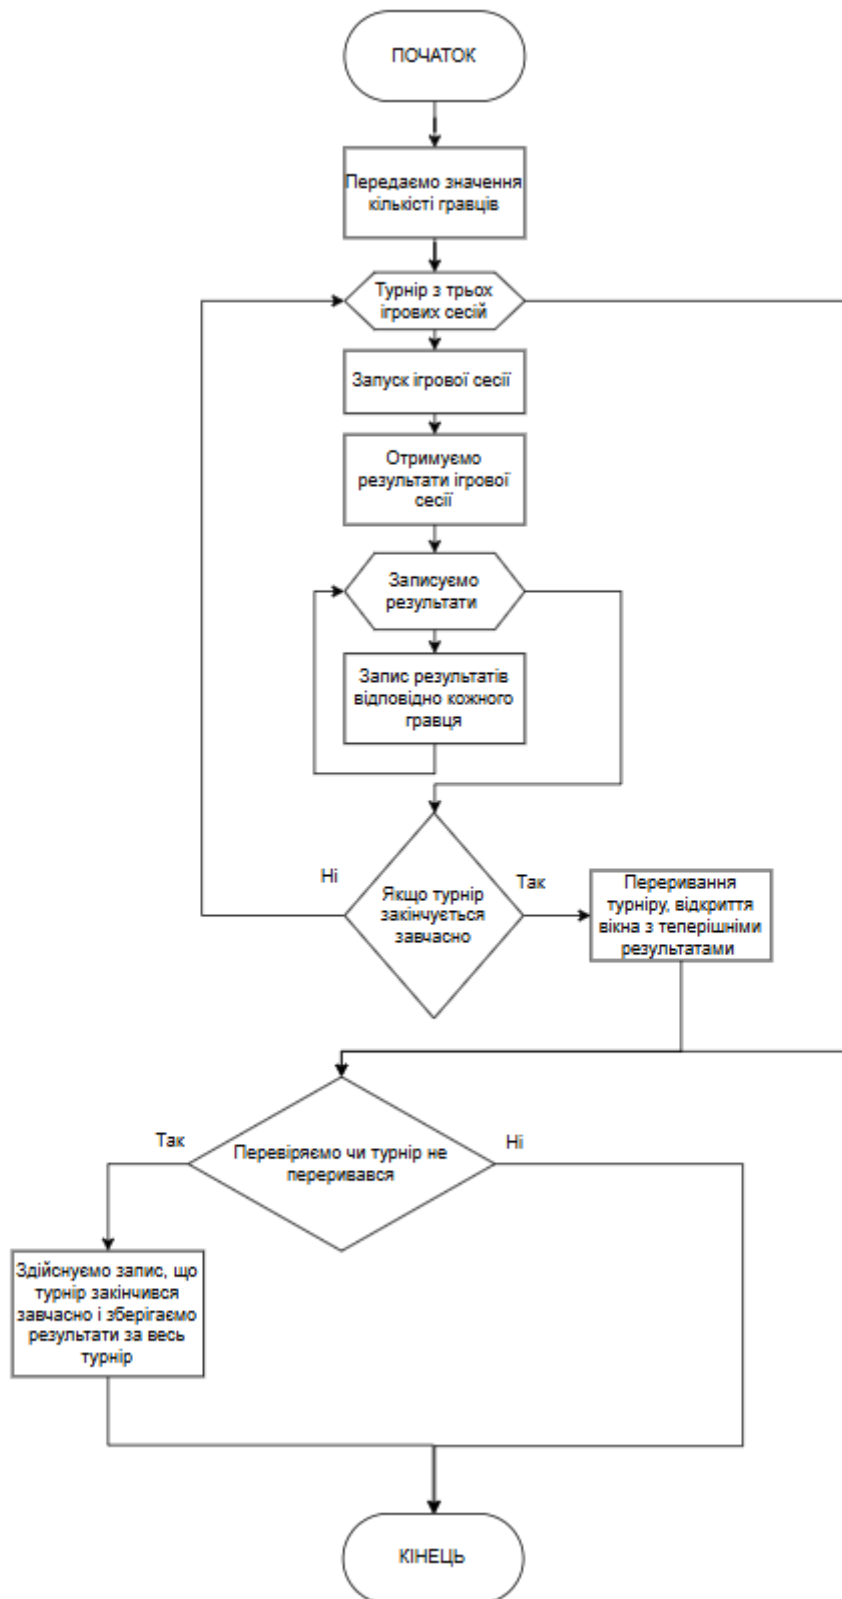 ПОЧАТОК
Передаємо значення
кількісті гравців
Турнір з трьох
ігрових сесій
Запуск ігрової сесії
Отримуємо
результати ігрової
сесії
Записуємо
результати
Запис результатів
відповідно кожного
гравця
Ні
Якщо турнір
закінчується
завчасно
Так
Переривання
турніру, відкриття
вікна з теперішніми
результатами
Так
Перевіряємо чи турнір не
переривався
Ні
Здійснуємо запис, що
турнір закінчився
завчасно і зберігаємо
результати за весь
турнір
КІНЕЦЬ